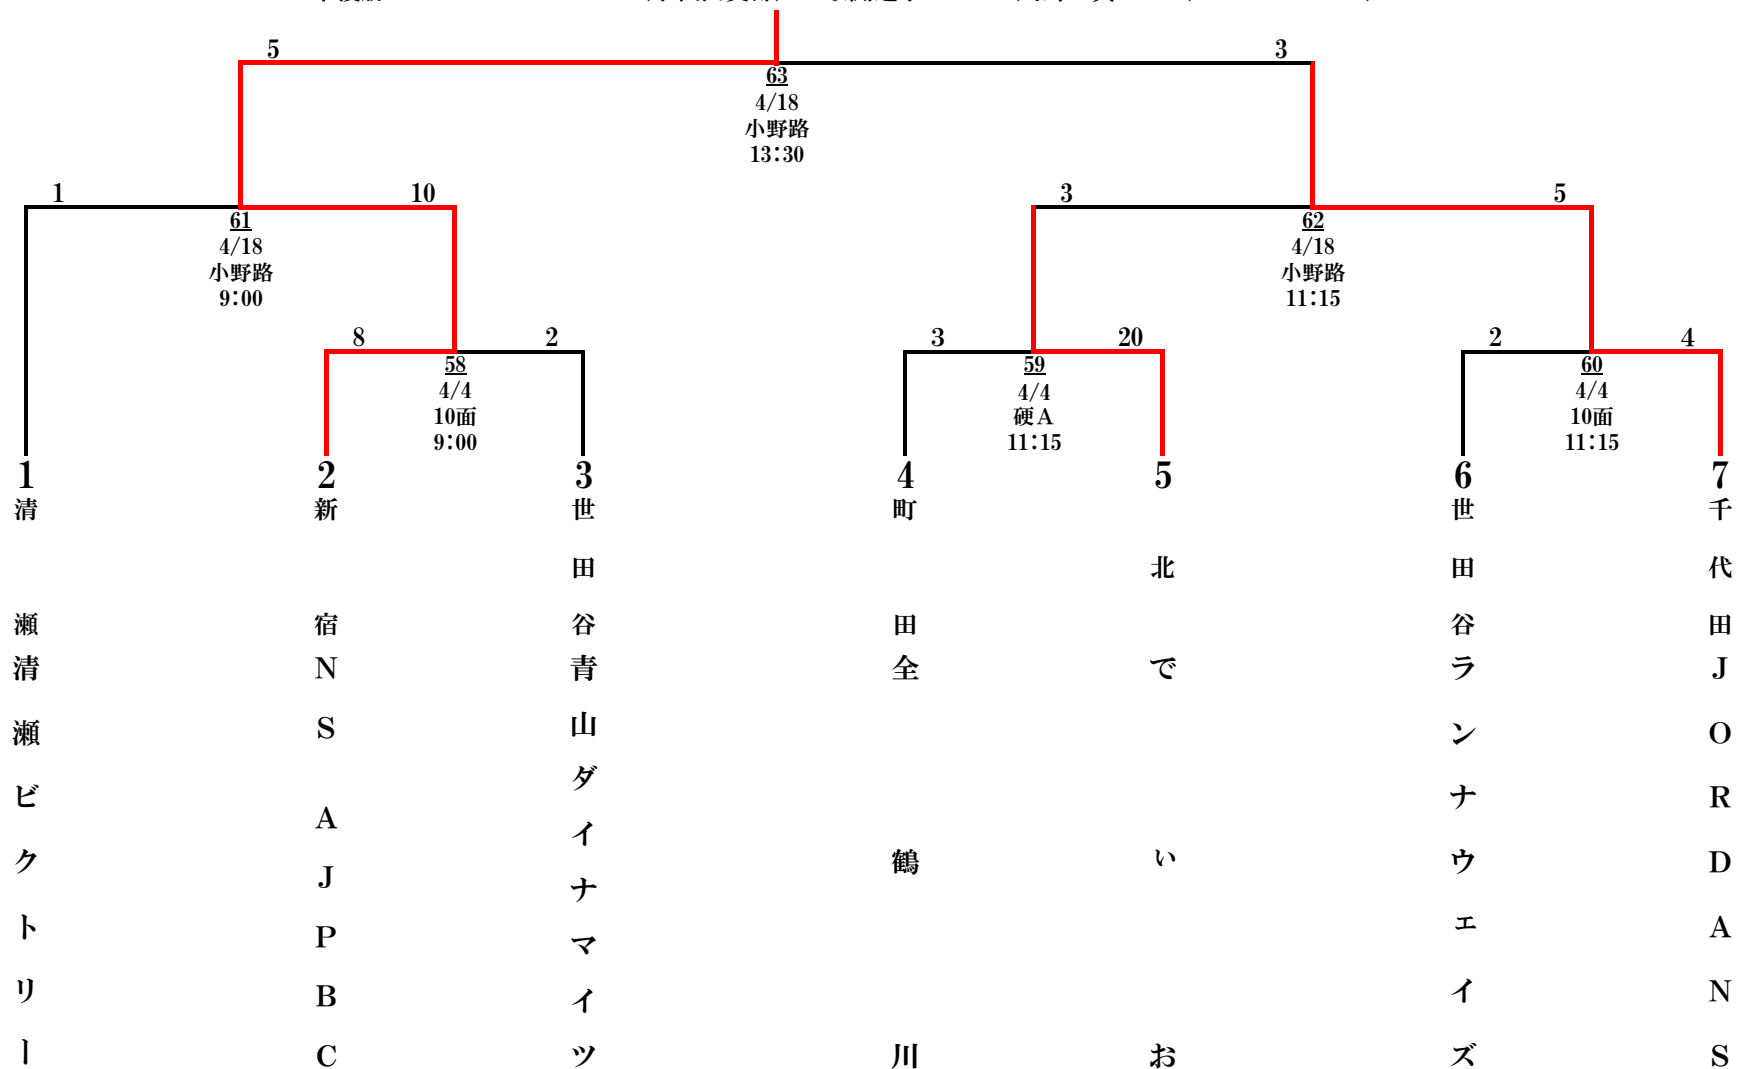 5
3
63
4/18
小野路
13:30
1
10
3
5
61
4/18
小野路
9:00
62
4/18
小野路
11:15
8
2
3
20
2
4
58
4/4
10面
9:00
59
4/4
硬A
11:15
60
4/4
10面
11:15
1
清瀬
清瀬ビクトリー
2
新宿
NS AJPBC
3
世田谷
青山ダイナマイツ
4
町田
全鶴川
5
北
でいお
6
世田谷
ランナウェイズ
7
千代田
JORDANS